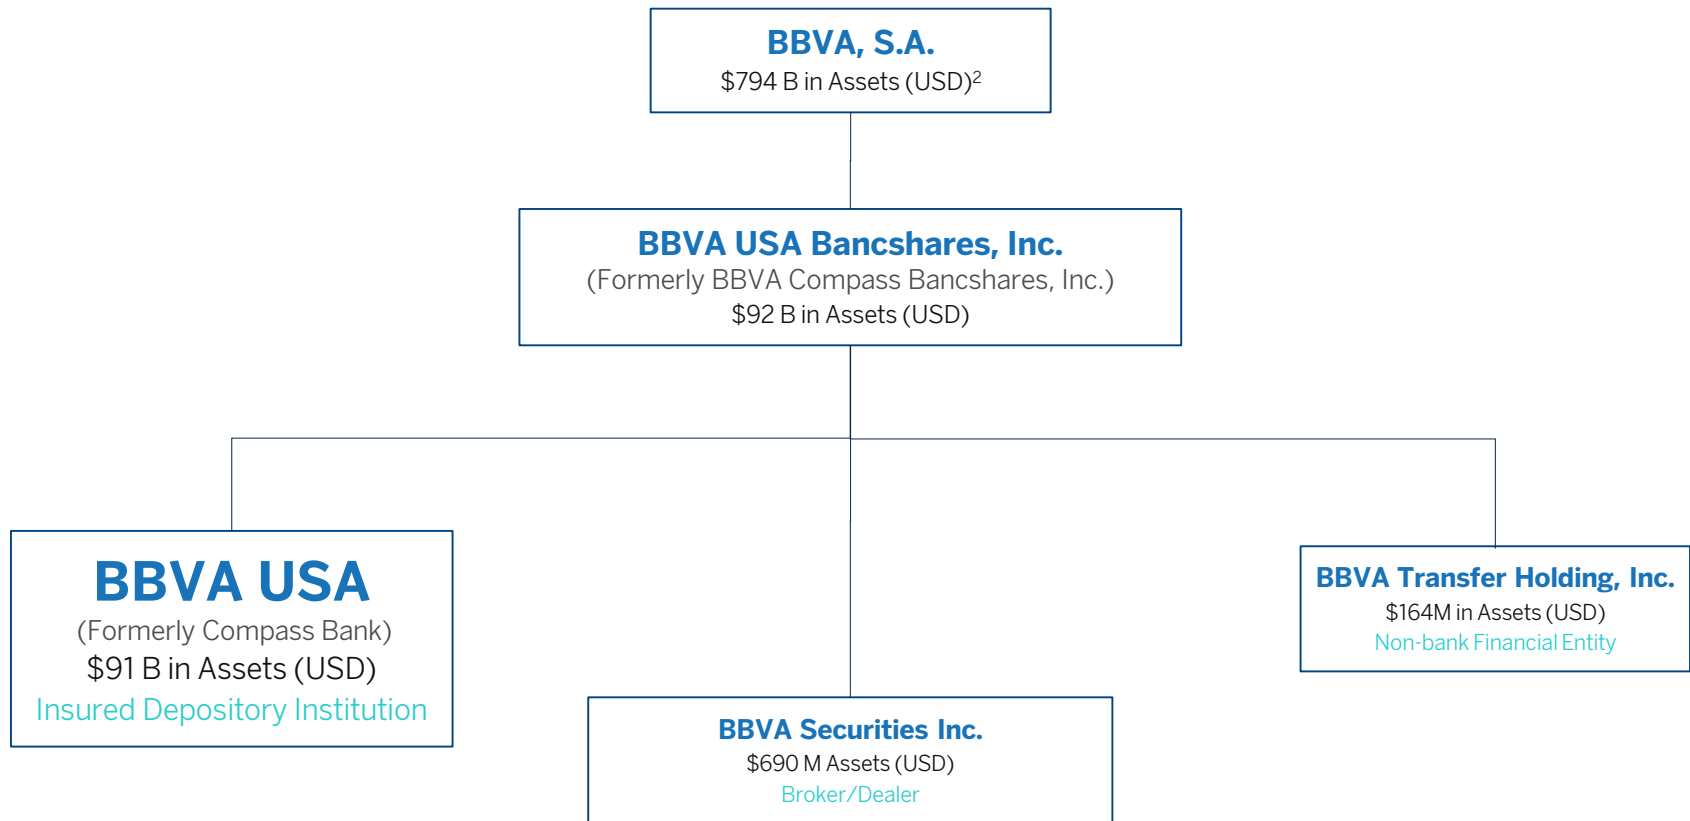 BBVA, S.A.
$794 B in Assets (USD)²
BBVA USA Bancshares, Inc.
(Formerly BBVA Compass Bancshares, Inc.)
$92 B in Assets (USD)
BBVA USA
(Formerly Compass Bank)
$91 B in Assets (USD)
Insured Depository Institution
BBVA Securities Inc.
$690 M Assets (USD)
Broker/Dealer
BBVA Transfer Holding, Inc.
$164M in Assets (USD)
Non-bank Financial Entity